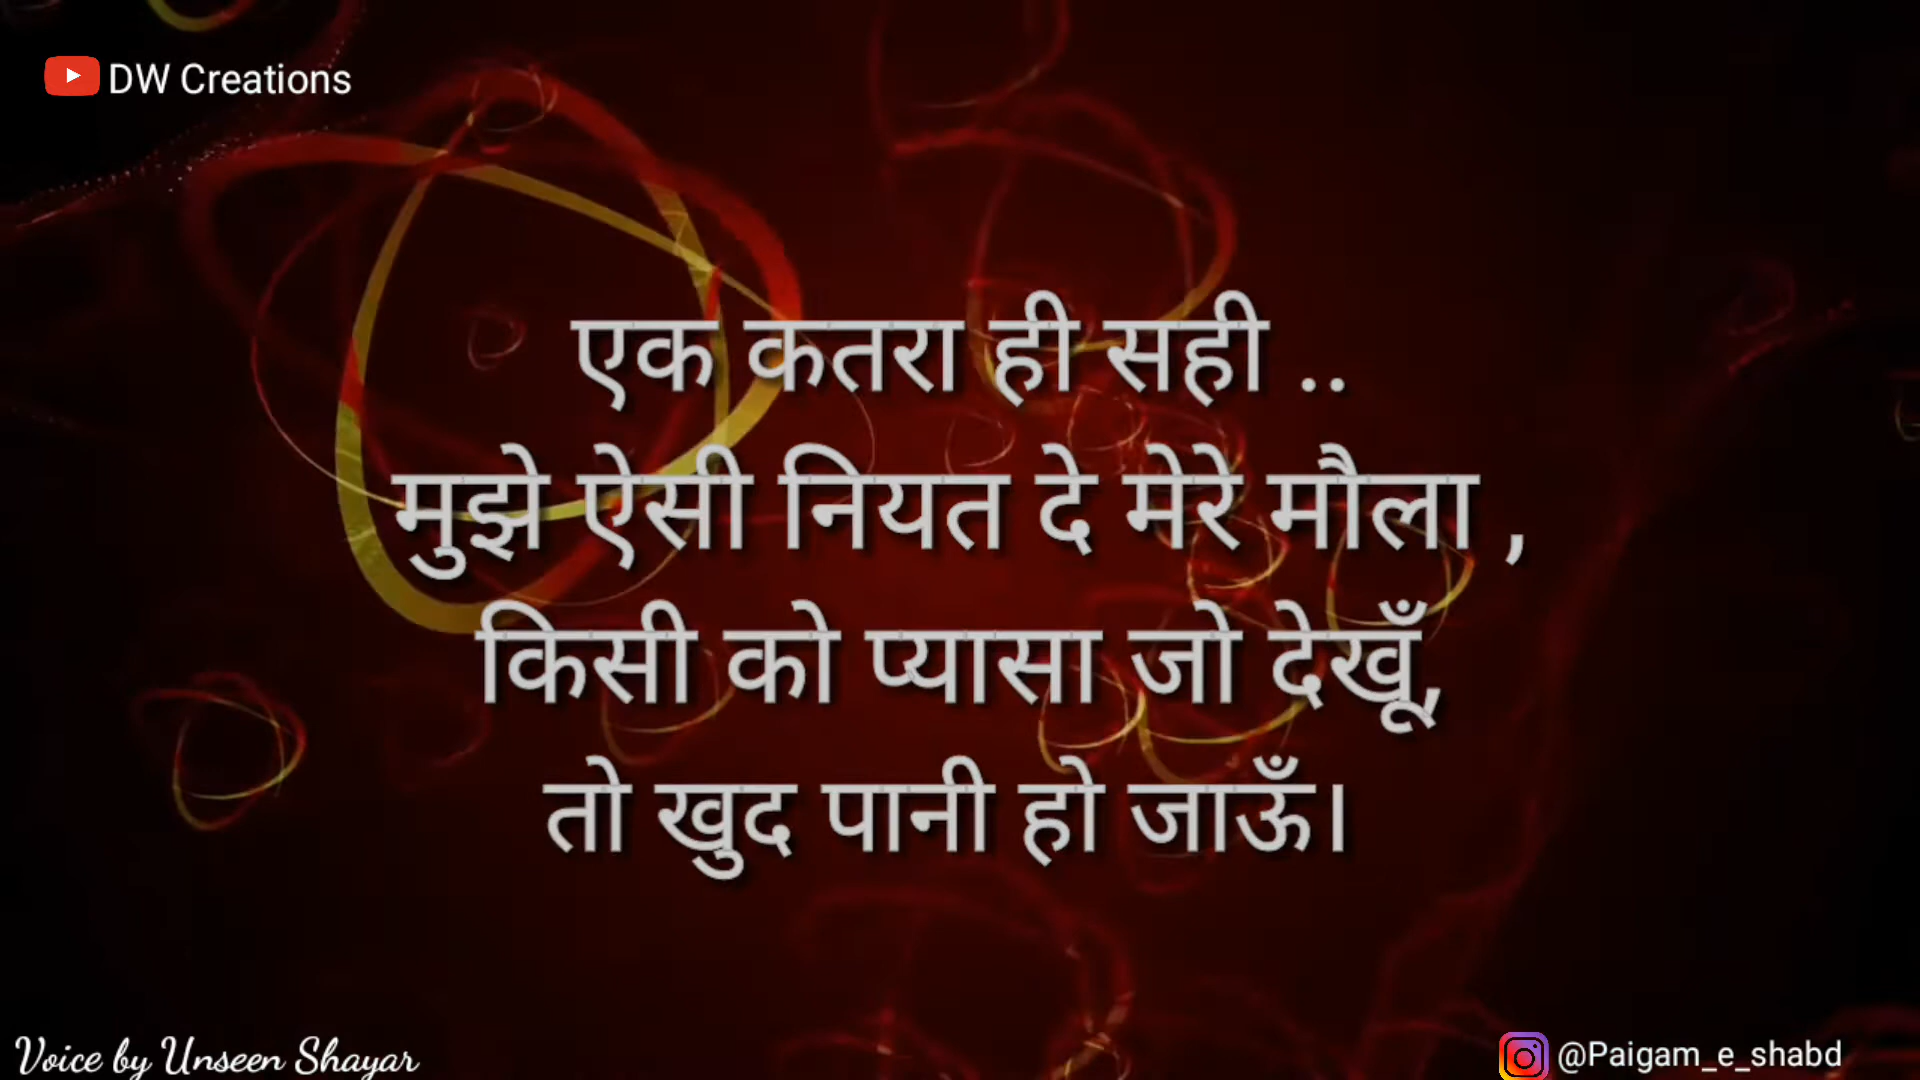 DW Creations
एक कतरा ही सही ..
मुझे ऐसी नियत दे मेरे मौला ,
किसी को प्यासा जो देखूँ,
तो खुद पानी हो जाऊँ।
Voice by Unseen Shayar
@Paigam_e_shabd